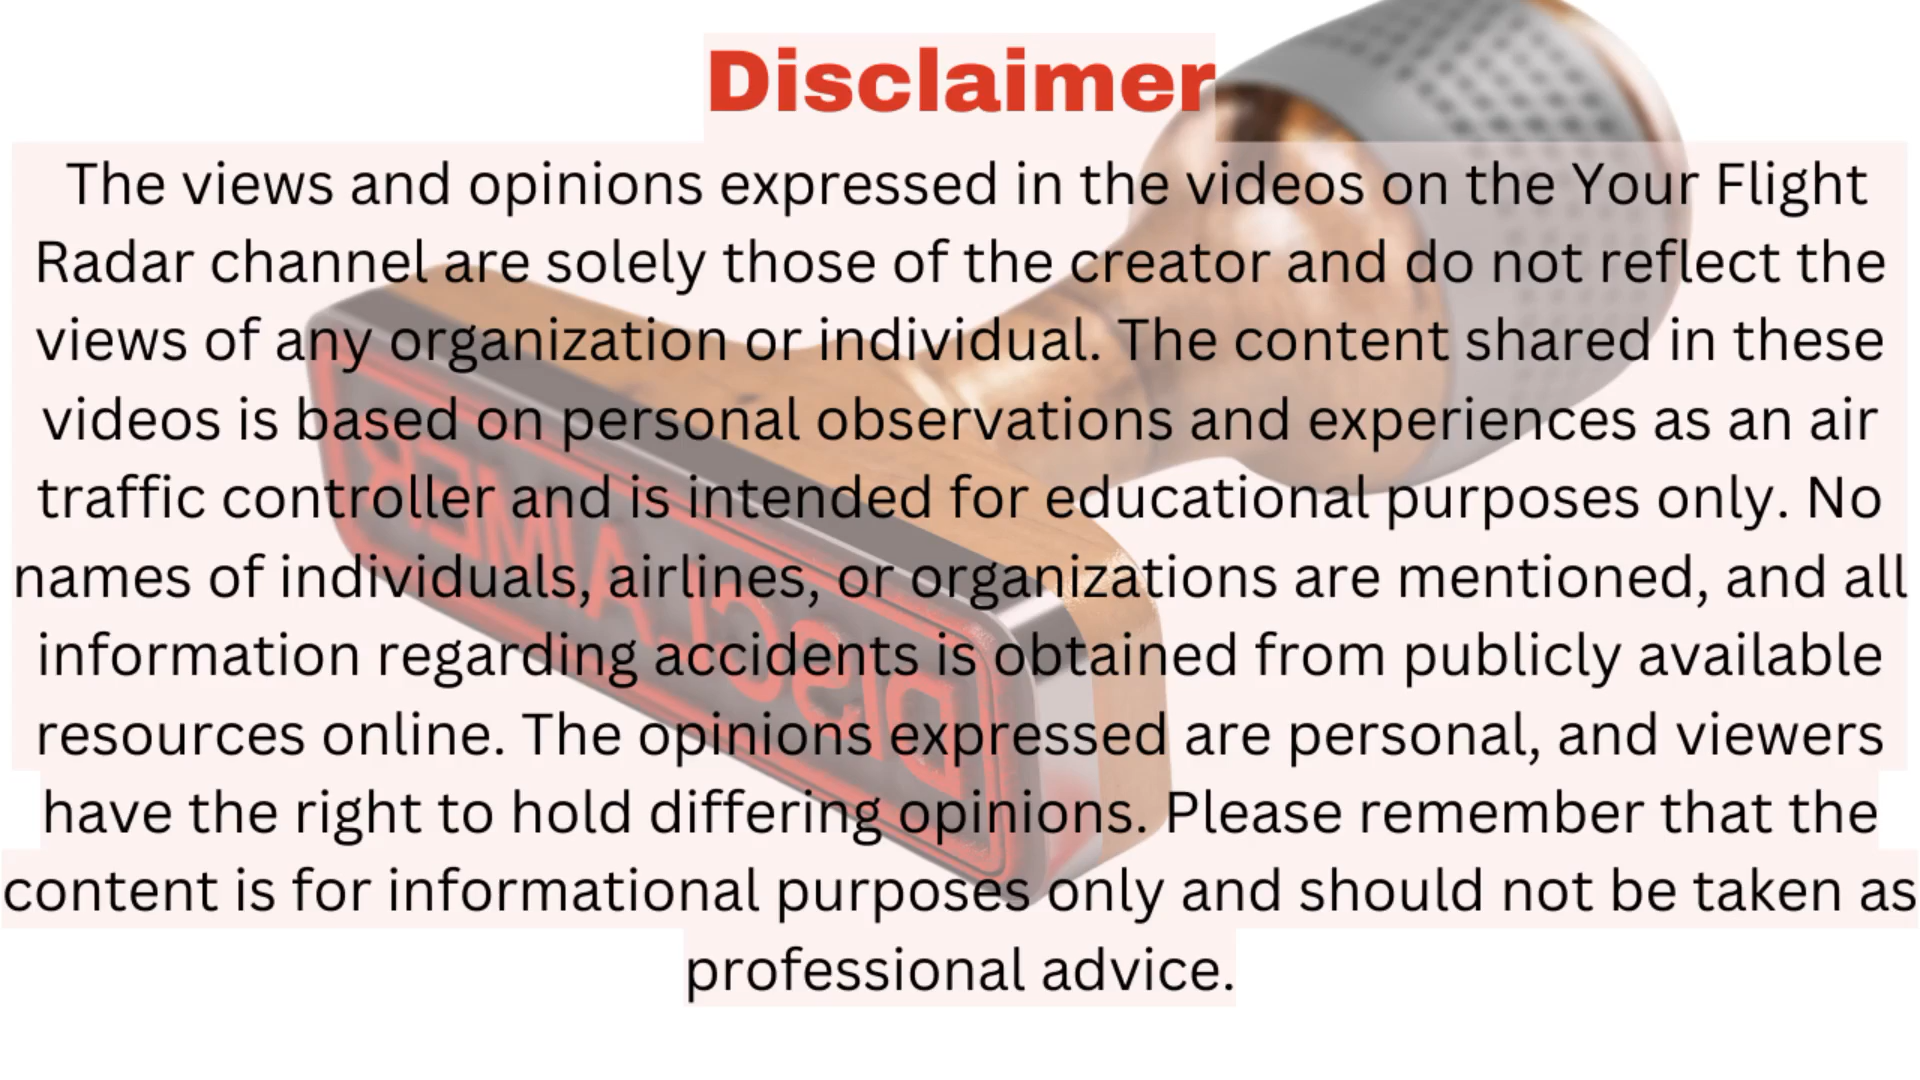 Disclaimer
The views and opinions expressed in the videos on the Your Flight
Radar channel are solely those of the creator and do not reflect the
views of any organization or individual. The content shared in these
videos is based on personal observations and experiences as an air
traffic controller and is intended for educational purposes only. No
names of individuals, airlines, or organizations are mentioned, and all
information regarding accidents is obtained from publicly available
resources online. The opinions expressed are personal, and viewers
have the right to hold differing opinions. Please remember that the
content is for informational purposes only and should not be taken as
professional advice.
DISCLAIMER